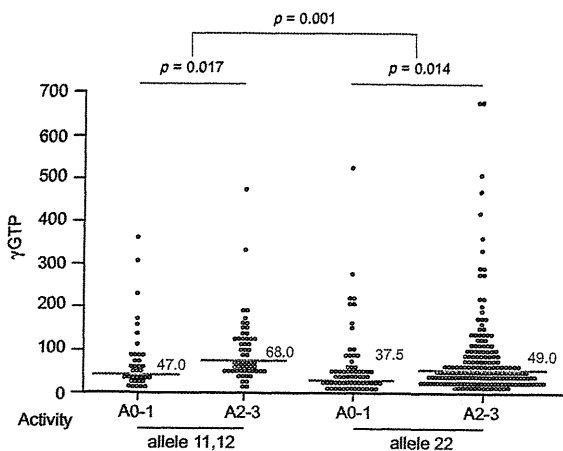 p = 0.001
p = 0.017
p = 0.014
γGTP
700
600
500
400
300
200
100
0
47.0
68.0
37.5
49.0
Activity
A0-1
A2-3
A0-1
A2-3
allele 11,12
allele 22